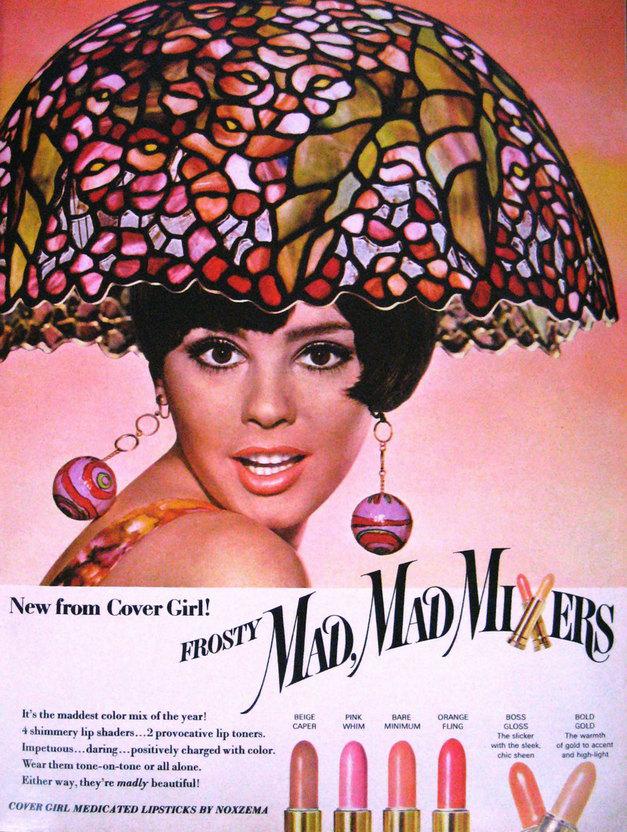 New from Cover Girl!
FROSTY MAD, MAD MIXERS
It's the maddest color mix of the year!
4 shimmery lip shaders...2 provocative lip toners.
Impetuous...daring...positively charged with color.
Wear them tone-on-tone or all alone.
Either way, they're madly beautiful!
COVER GIRL MEDICATED LIPSTICKS BY NOXZEMA
BEIGE
CAPER
PINK
WHIM
BARE
MINIMUM
ORANGE
FLING
BOSS
GLOSS
The slicker
with the sleek,
chic sheen
BOLD
GOLD
The warmth
of gold to accent
and high-light